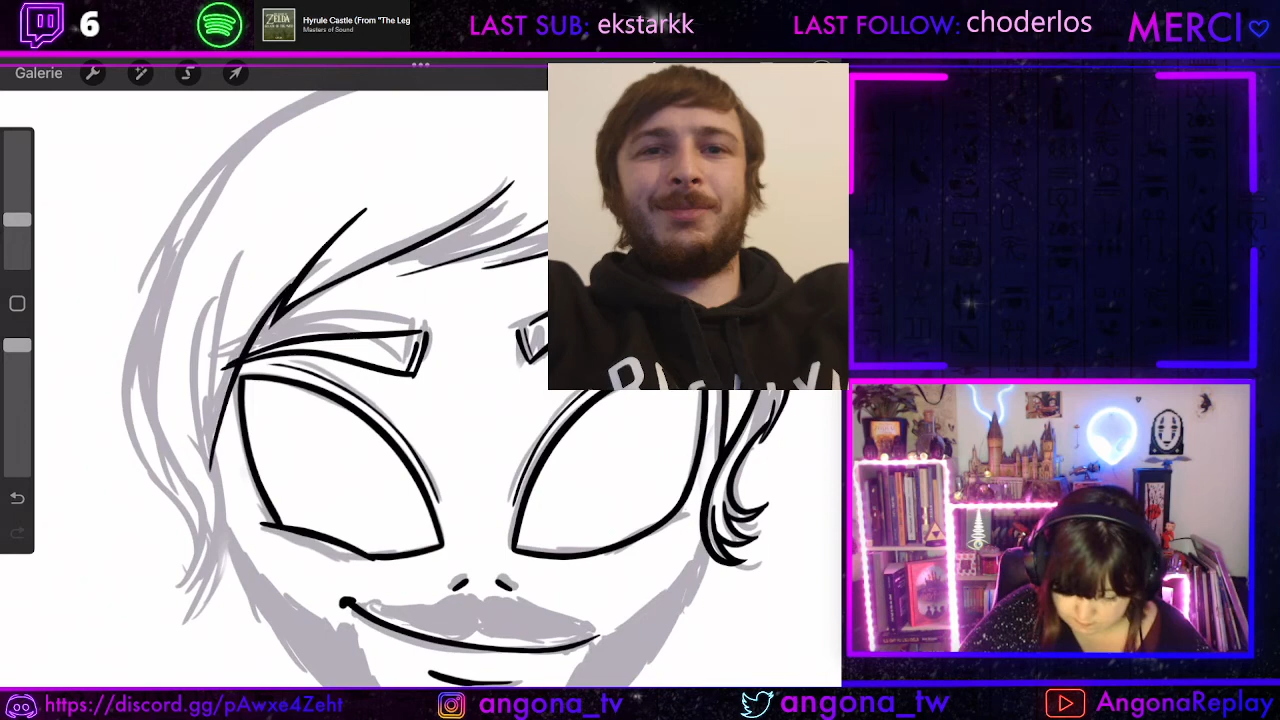 6
Hyrule Castle (From "The Leg
Masters of Sound
LAST SUB: ekstarkk
LAST FOLLOW: choderlos
MERCI
Galerie
https://discord.gg/pAwxe4Zeht
angona_tv
angona_tw
AngonaReplay